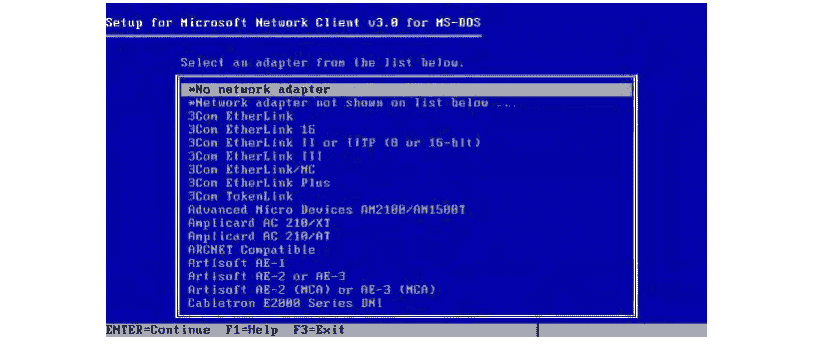 Setup for Microsoft Network Client v3.0 for MS-DOS
Select an adapter from the list below.
*No network adapter
*Network adapter not shown on list below ...
3Com EtherLink
3Com EtherLink 16
3Com EtherLink II or IITP (8 or 16-bit)
3Com EtherLink III
3Com EtherLink/MC
3Com EtherLink Plus
3Com TokenLink
Advanced Micro Devices AM2100/AM1500T
Amplicard AC 210/XT
Amplicard AC 210/AT
ARCNET Compatible
Artisoft AE-1
Artisoft AE-2 or AE-3
Artisoft AE-2 (MCA) or AE-3 (MCA)
Cabletron E2000 Series DNI
ENTER=Continue F1=Help F3=Exit